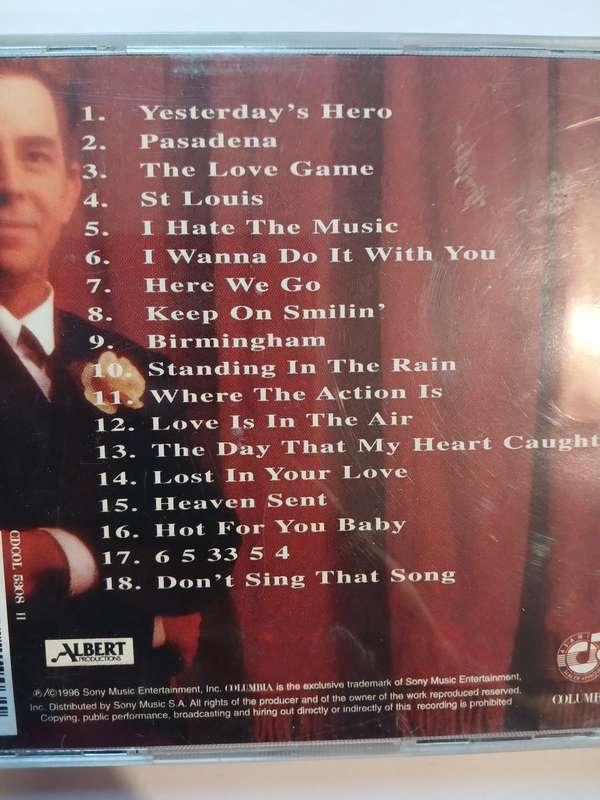 1. Yesterday's Hero
2. Pasadena
3. The Love Game
4. St Louis
5. I Hate The Music
6. I Wanna Do It With You
7. Here We Go
8. Keep On Smilin'
9. Birmingham
10. Standing In The Rain
11. Where The Action Is
12. Love Is In The Air
13. The Day That My Heart Caught
14. Lost In Your Love
15. Heaven Sent
16. Hot For You Baby
17. 6 5 33 5 4
18. Don't Sing That Song
CDCOL 5308 H
ALBERT
PRODUCTIONS
℗/©1996 Sony Music Entertainment, Inc. COLUMBIA is the exclusive trademark of Sony Music Entertainment,
Inc. Distributed by Sony Music S.A. All rights of the producer and of the owner of the work reproduced reserved.
Copying, public performance, broadcasting and hiring out directly or indirectly of this recording is prohibited